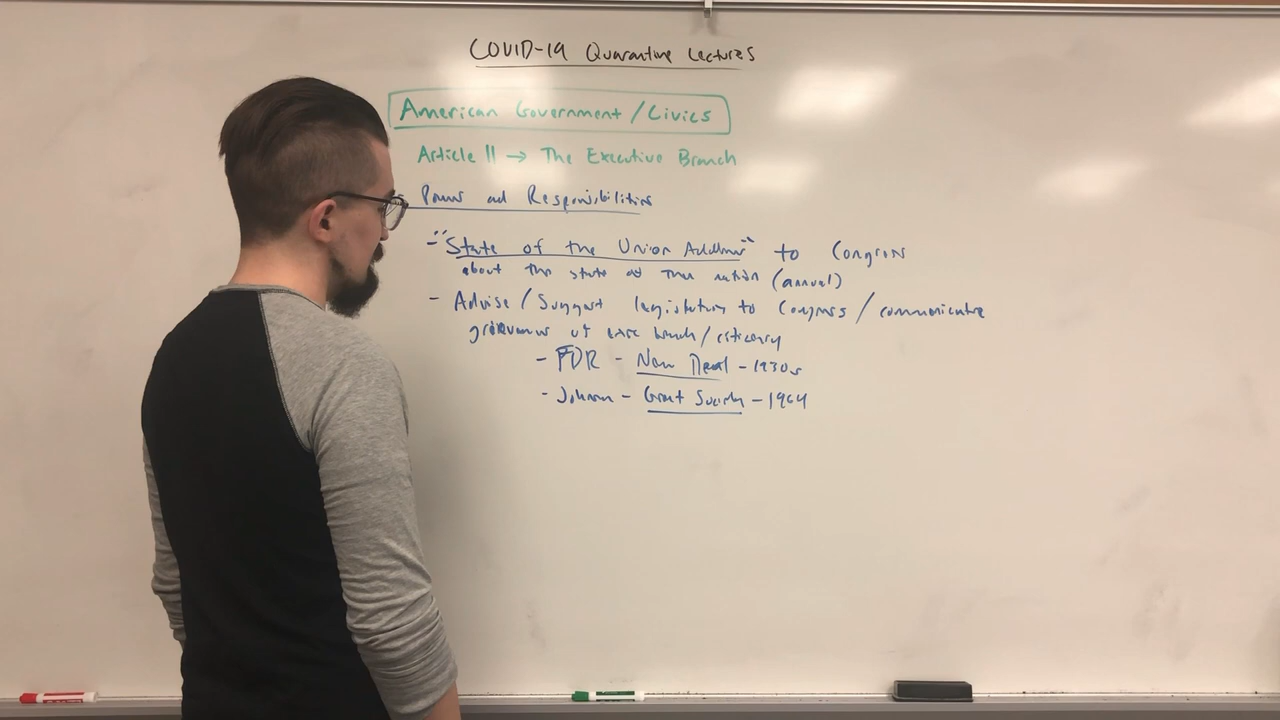 COVID-19 Quarantine Lectures
American Government/Civics
Article II → The Executive Branch
Powers and Responsibilities
- "State of the Union Address" to Congress
about the state of the nation (annual)
- Advise/Suggest legislation to Congress/communicate
grievances of exec branch/citizenry
- FDR - New Deal - 1930s
- Johnson - Great Society - 1964